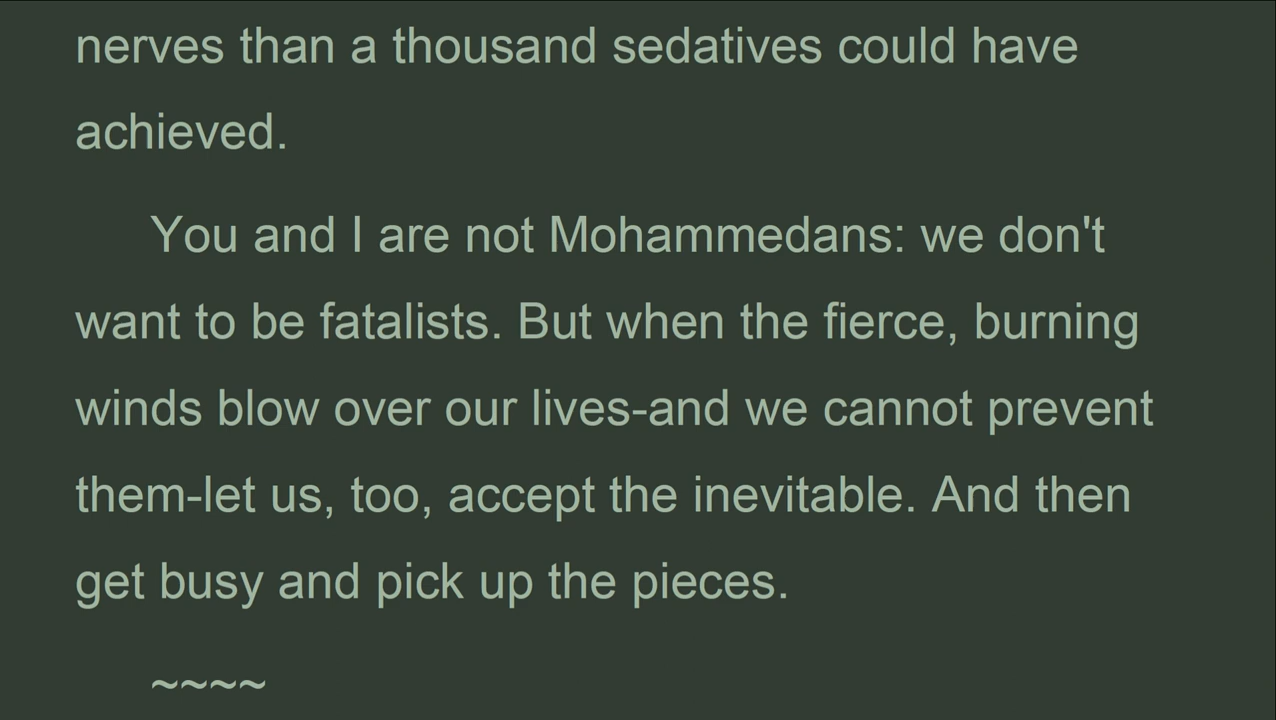 nerves than a thousand sedatives could have
achieved.
You and I are not Mohammedans: we don't
want to be fatalists. But when the fierce, burning
winds blow over our lives-and we cannot prevent
them-let us, too, accept the inevitable. And then
get busy and pick up the pieces.
~~~~